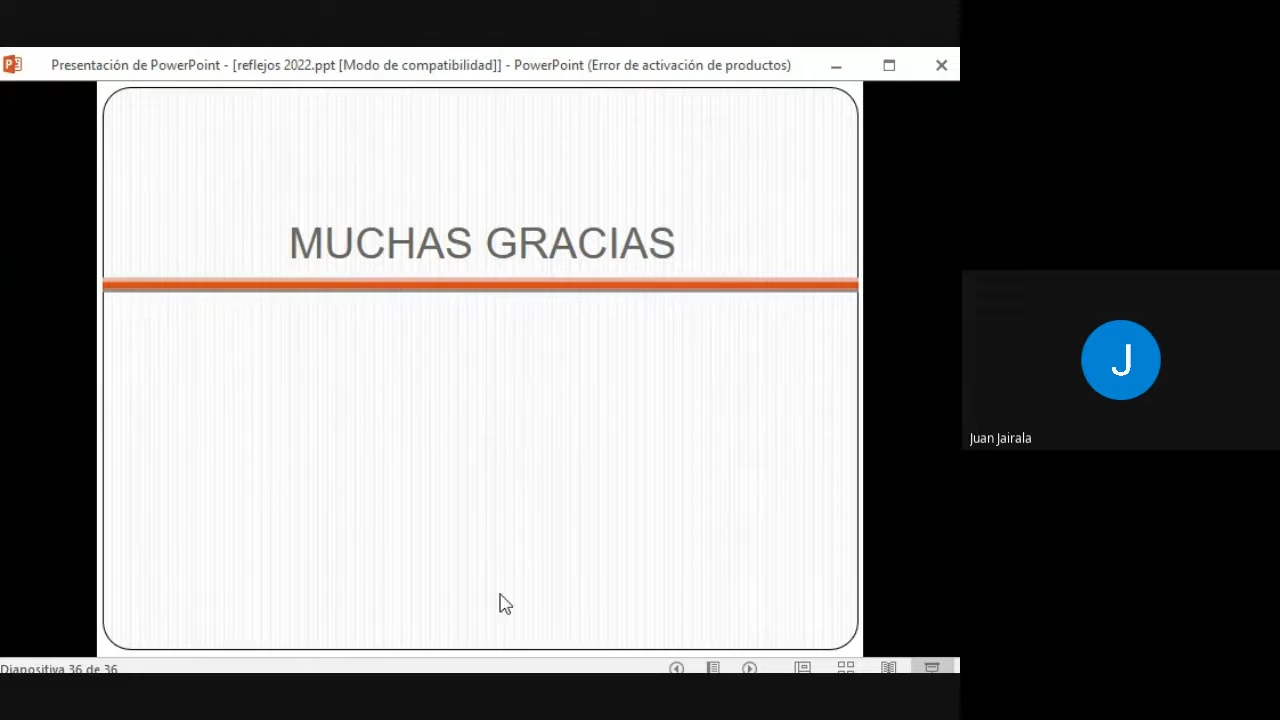 Presentación de PowerPoint - [reflejos 2022.ppt [Modo de compatibilidad]] - PowerPoint (Error de activación de productos)
MUCHAS GRACIAS
J
Juan Jairala
Diapositiva 36 de 36